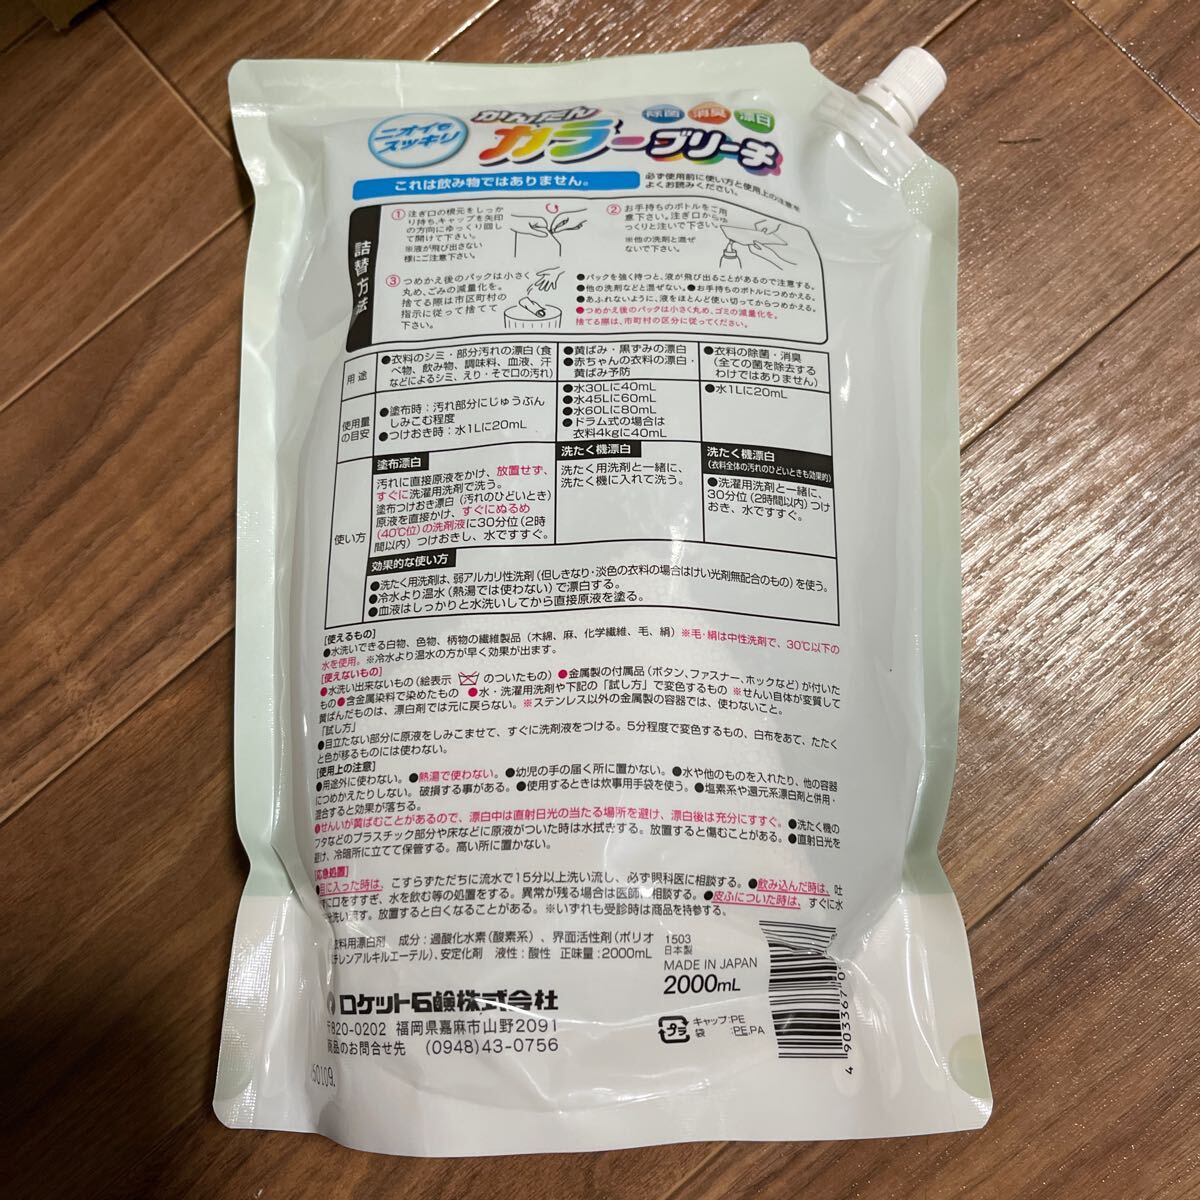 ニオイも
スッキリ
かんたん
カラーブリーチ
除菌 消臭 漂白
これは飲み物ではありません。
必ず使用前に使い方と使用上の注意を
よくお読みください。
詰替方法
① 注ぎ口の根元をしっか
り持ち、キャップを矢印
の方向にゆっくり回し
て開けて下さい。
※液が飛び出さない
様にご注意下さい。
② お手持ちのボトルをご用
意下さい。注ぎ口からゆ
っくりと注いで下さい。
※他の洗剤と混ぜ
ないで下さい。
③ つめかえ後のパックは小さく
丸め、ごみの減量化を。
捨てる際は市区町村の
指示に従って捨てて
下さい。
●パックを強く持つと、液が飛び出ることがあるので注意する。
●他の洗剤などと混ぜない。●お手持ちのボトルにつめかえる。
●あふれないように、液をほとんど使い切ってからつめかえる。
●つめかえ後のパックは小さく丸め、ゴミの減量化を。
捨てる際は、市町村の区分に従ってください。
用途
●衣料のシミ・部分汚れの漂白(食
べ物、飲み物、調味料、血液、汗
などによるシミ、えり・そで口の汚れ)
●黄ばみ・黒ずみの漂白
●赤ちゃんの衣料の漂白・
黄ばみ予防
●衣料の除菌・消臭
(全ての菌を除去する
わけではありません)
使用量
の目安
●塗布時:汚れ部分にじゅうぶん
しみこむ程度
●つけおき時:水1Lに20mL
●水30Lに40mL
●水45Lに60mL
●水60Lに80mL
●ドラム式の場合は
衣料4kgに40mL
●水1Lに20mL
使い方
塗布漂白
汚れに直接原液をかけ、放置せず、
すぐに洗濯用洗剤で洗う。
塗布つけおき漂白(汚れのひどいとき)
原液を直接かけ、すぐにぬるめ
(40℃位)の洗剤液に30分位(2時
間以内)つけおきし、水ですすぐ。
洗たく機漂白
洗たく用洗剤と一緒に、
洗たく機に入れて洗う。
洗たく機漂白
(衣料全体の汚れのひどいときも効果的)
●洗濯用洗剤と一緒に、
30分位(2時間以内)つけ
おき、水ですすぐ。
効果的な使い方
●洗たく用洗剤は、弱アルカリ性洗剤(但しきなり・淡色の衣料の場合はけい光剤無配合のもの)を使う。
●冷水より温水(熱湯では使わない)で漂白する。
●血液はしっかりと水洗いしてから直接原液を塗る。
[使えるもの]
●水洗いできる白物、色物、柄物の繊維製品(木綿、麻、化学繊維、毛、絹)※毛・絹は中性洗剤で、30℃以下の
水を使用。※冷水より温水の方が早く効果が出ます。
[使えないもの]
●水洗い出来ないもの(絵表示 のついたもの) ●金属製の付属品(ボタン、ファスナー、ホックなど)が付いた
もの●含金属染料で染めたもの ●水・洗濯用洗剤や下記の「試し方」で変色するもの ※せんい自体が変質して
黄ばんだものは、漂白剤では元に戻らない。※ステンレス以外の金属製の容器では、使わないこと。
「試し方」
●目立たない部分に原液をしみこませて、すぐに洗剤液をつける。5分程度で変色するもの、白布をあて、たたく
と色が移るものには使わない。
[使用上の注意]
●用途外に使わない。●熱湯で使わない。●幼児の手の届く所に置かない。●水や他のものを入れたり、他の容器
につめかえたりしない。破損する事がある。●使用するときは炊事用手袋を使う。●塩素系や還元系漂白剤と併用・
混合すると効果が落ちる。
●せんいが黄ばむことがあるので、漂白中は直射日光の当たる場所を避け、漂白後は充分にすすぐ。●洗たく機の
フタなどのプラスチック部分や床などに原液がついた時は水拭きする。放置すると傷むことがある。●直射日光を
避け、冷暗所に立てて保管する。高い所に置かない。
[応急処置]
●目に入った時は、こすらずただちに流水で15分以上洗い流し、必ず眼科医に相談する。●飲み込んだ時は、吐
口をすすぎ、水を飲む等の処置をする。異常が残る場合は医師に相談する。●皮ふについた時は、すぐに水
洗い流す。放置すると白くなることがある。※いずれも受診時は商品を持参する。
衣料用漂白剤 成分:過酸化水素(酸素系)、界面活性剤(ポリオ
キシエチレンアルキルエーテル)、安定化剤 液性:酸性 正味量:2000mL
1503
日本製
MADE IN JAPAN
2000mL
ロケット石鹸株式会社
〒820-0202 福岡県嘉麻市山野2091
商品のお問合せ先 (0948)43-0756
プラ
キャップ:PE
袋 :PE,PA
4 903367 0
50109